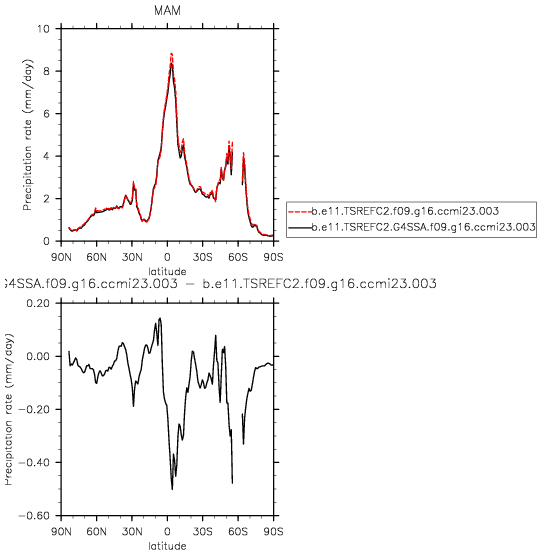 MAM
10
8
6
4
2
0
Precipitation rate (mm/day)
90N 60N 30N 0 30S 60S 90S
latitude
b.e11.TSREFC2.f09.g16.ccmi23.003
b.e11.TSREFC2.G4SSA.f09.g16.ccmi23.003
G4SSA.f09.g16.ccmi23.003 - b.e11.TSREFC2.f09.g16.ccmi23.003
0.20
0.00
-0.20
-0.40
-0.60
Precipitation rate (mm/day)
90N 60N 30N 0 30S 60S 90S
latitude